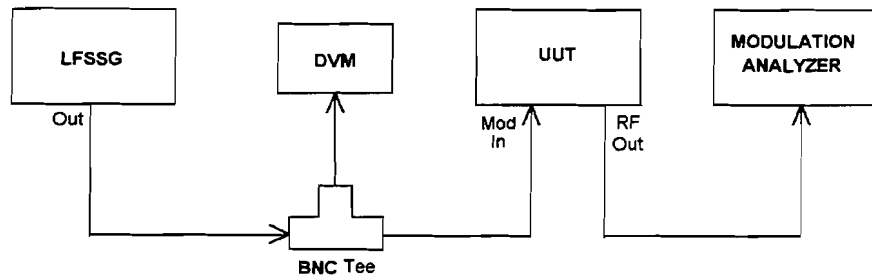 LFSSG
DVM
UUT
MODULATION
ANALYZER
Out
Mod
In
RF
Out
BNC Tee